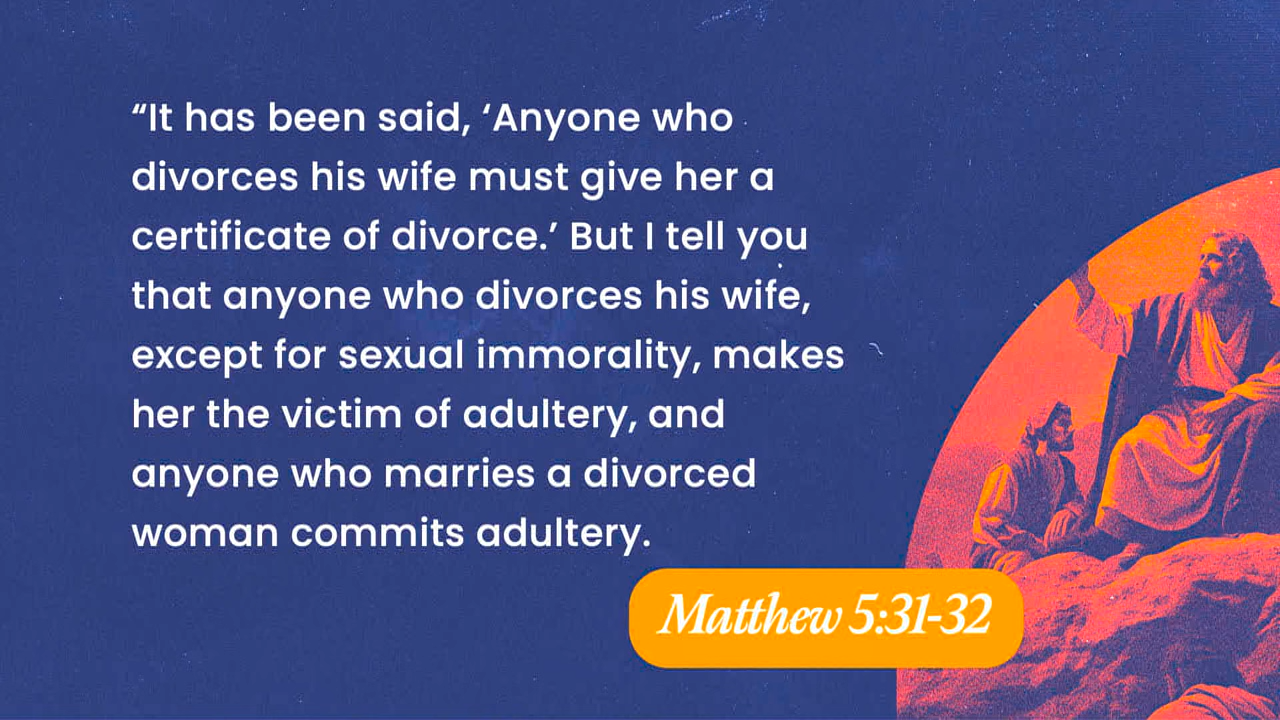 “It has been said, ‘Anyone who
divorces his wife must give her a
certificate of divorce.’ But I tell you
that anyone who divorces his wife,
except for sexual immorality, makes
her the victim of adultery, and
anyone who marries a divorced
woman commits adultery.
Matthew 5:31-32